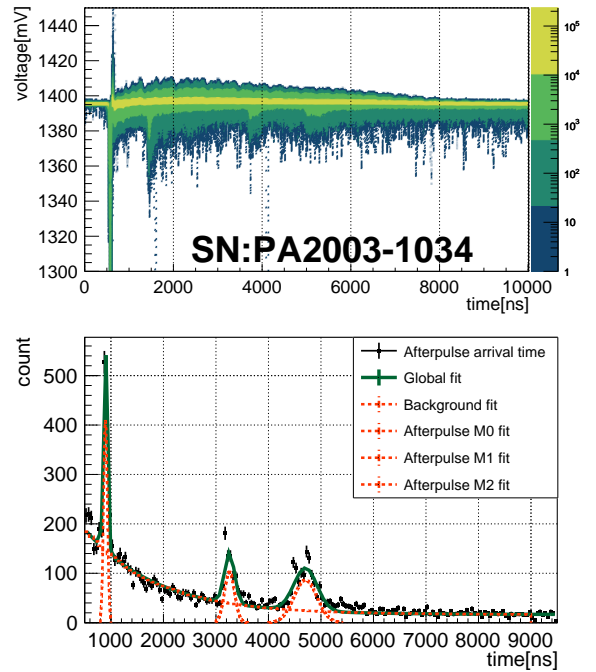 voltage[mV]
1440
1420
1400
1380
1360
1340
1320
1300
0 2000 4000 6000 8000 10000
time[ns]
SN:PA2003-1034
10⁵
10⁴
10³
10²
10
1
count
500
400
300
200
100
0
1000 2000 3000 4000 5000 6000 7000 8000 9000
time[ns]
Afterpulse arrival time
Global fit
Background fit
Afterpulse M0 fit
Afterpulse M1 fit
Afterpulse M2 fit